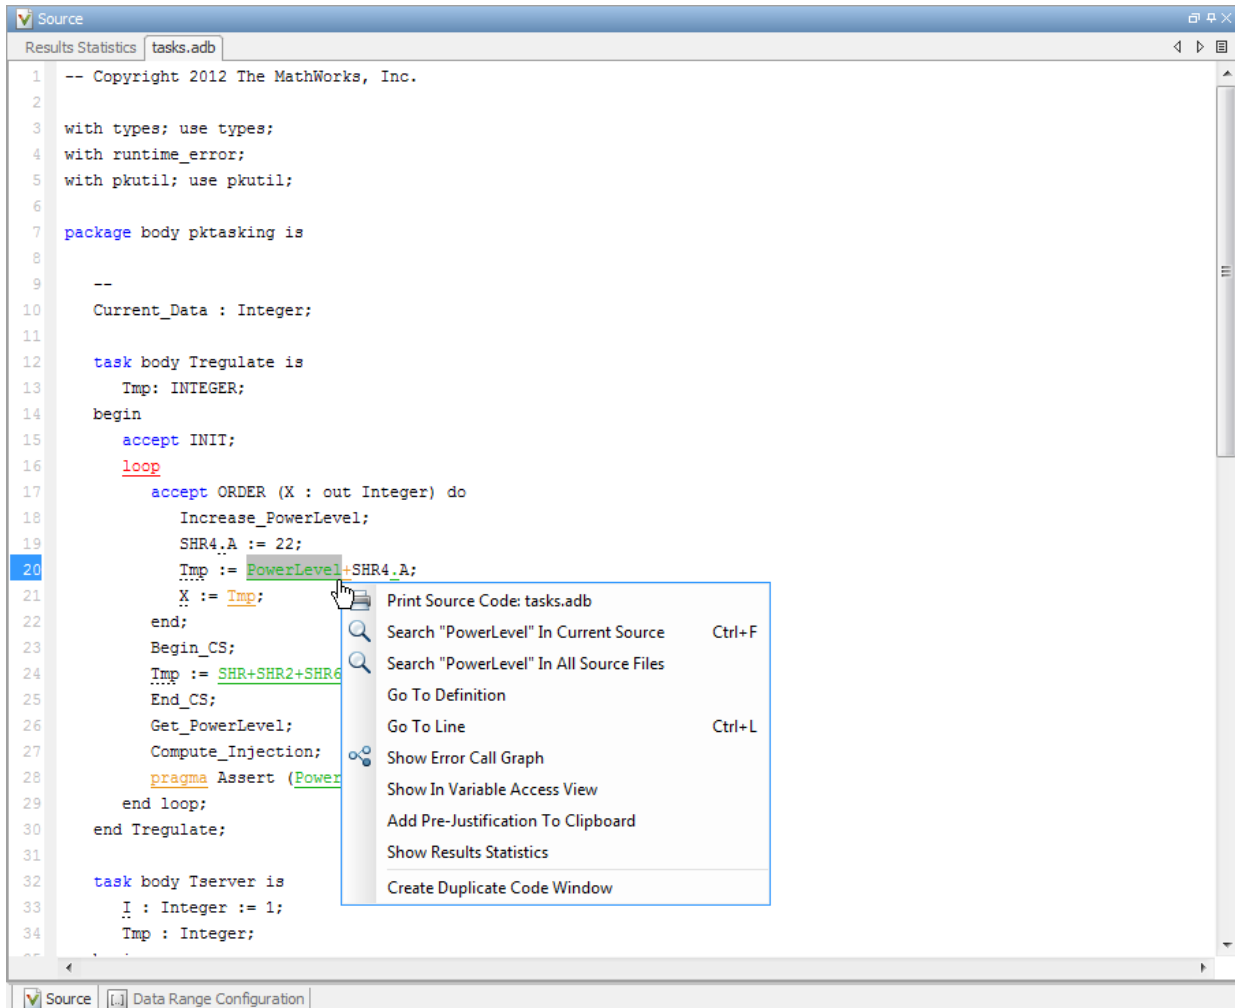 Source
Results Statistics tasks.adb
1 -- Copyright 2012 The MathWorks, Inc.
2
3 with types; use types;
4 with runtime_error;
5 with pkutil; use pkutil;
6
7 package body pktasking is
8
9 --
10 Current_Data : Integer;
11
12 task body Tregulate is
13 Tmp: INTEGER;
14 begin
15 accept INIT;
16 loop
17 accept ORDER (X : out Integer) do
18 Increase_PowerLevel;
19 SHR4.A := 22;
20 Tmp := PowerLevel+SHR4.A;
21 X := Tmp;
22 end;
23 Begin_CS;
24 Tmp := SHR+SHR2+SHR6
25 End_CS;
26 Get_PowerLevel;
27 Compute_Injection;
28 pragma Assert (Power
29 end loop;
30 end Tregulate;
31
32 task body Tserver is
33 I : Integer := 1;
34 Tmp : Integer;
Print Source Code: tasks.adb
Search "PowerLevel" In Current Source Ctrl+F
Search "PowerLevel" In All Source Files
Go To Definition
Go To Line Ctrl+L
Show Error Call Graph
Show In Variable Access View
Add Pre-Justification To Clipboard
Show Results Statistics
Create Duplicate Code Window
Source [..] Data Range Configuration